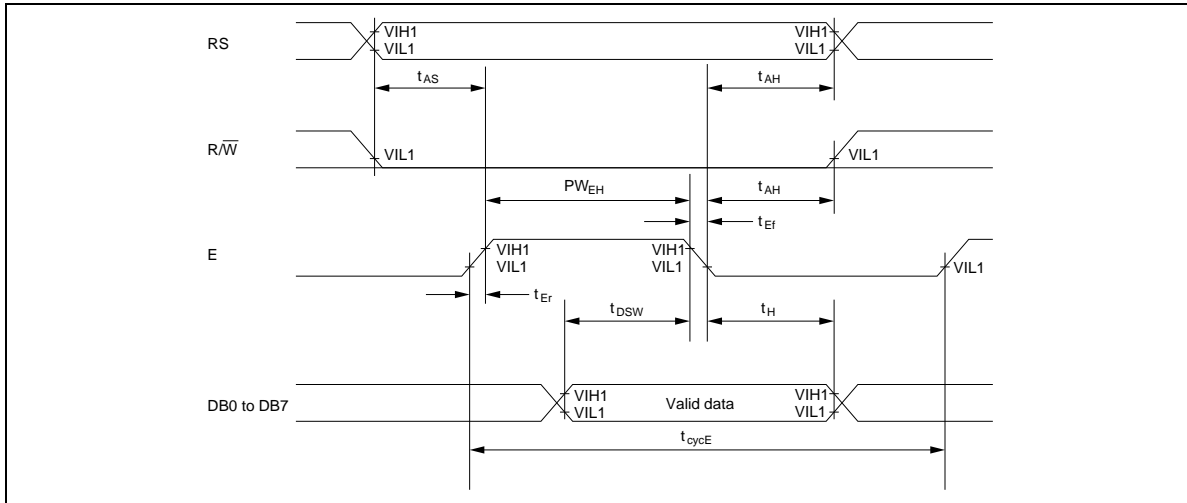 RS
VIH1
VIL1
VIH1
VIL1
tAS
tAH
R/W̅
VIL1
VIL1
PWEH
tAH
tEf
E
VIH1
VIL1
VIH1
VIL1
VIL1
tEr
tDSW
tH
DB0 to DB7
VIH1
VIL1
Valid data
VIH1
VIL1
tcycE